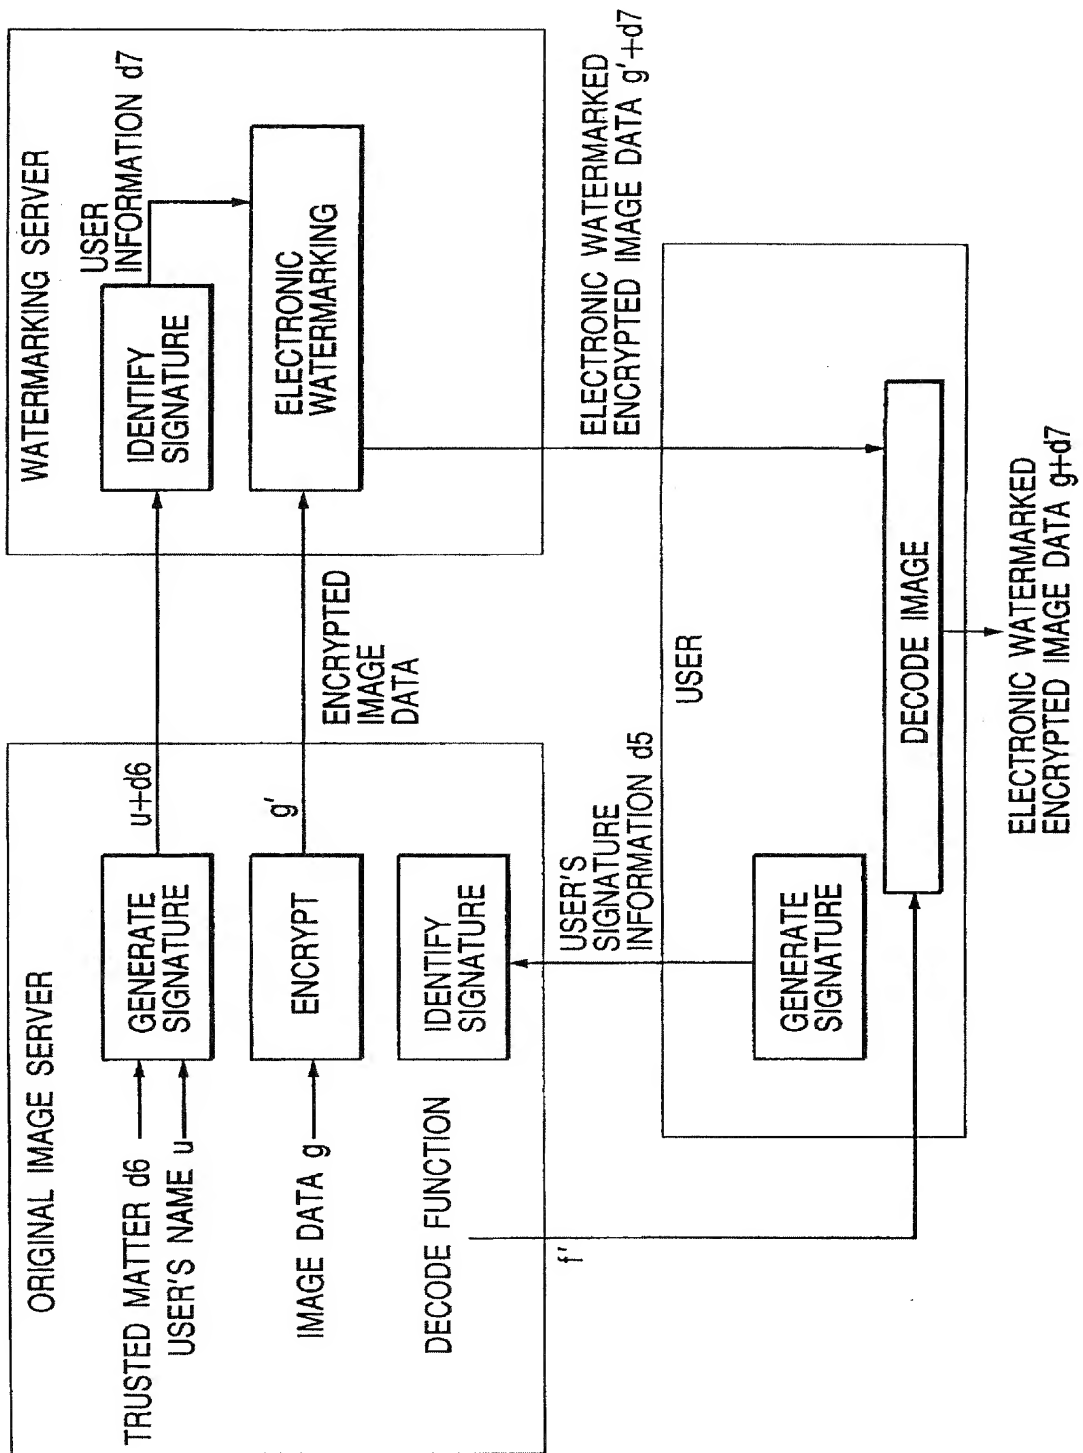 ORIGINAL IMAGE SERVER
TRUSTED MATTER d6
USER'S NAME u
GENERATE
SIGNATURE
u+d6
IMAGE DATA g
ENCRYPT
g'
ENCRYPTED
IMAGE
DATA
DECODE FUNCTION
IDENTIFY
SIGNATURE
f'
WATERMARKING SERVER
IDENTIFY
SIGNATURE
USER
INFORMATION d7
ELECTRONIC
WATERMARKING
USER'S
SIGNATURE
INFORMATION d5
ELECTRONIC WATERMARKED
ENCRYPTED IMAGE DATA g'+d7
USER
GENERATE
SIGNATURE
DECODE IMAGE
ELECTRONIC WATERMARKED
ENCRYPTED IMAGE DATA g+d7